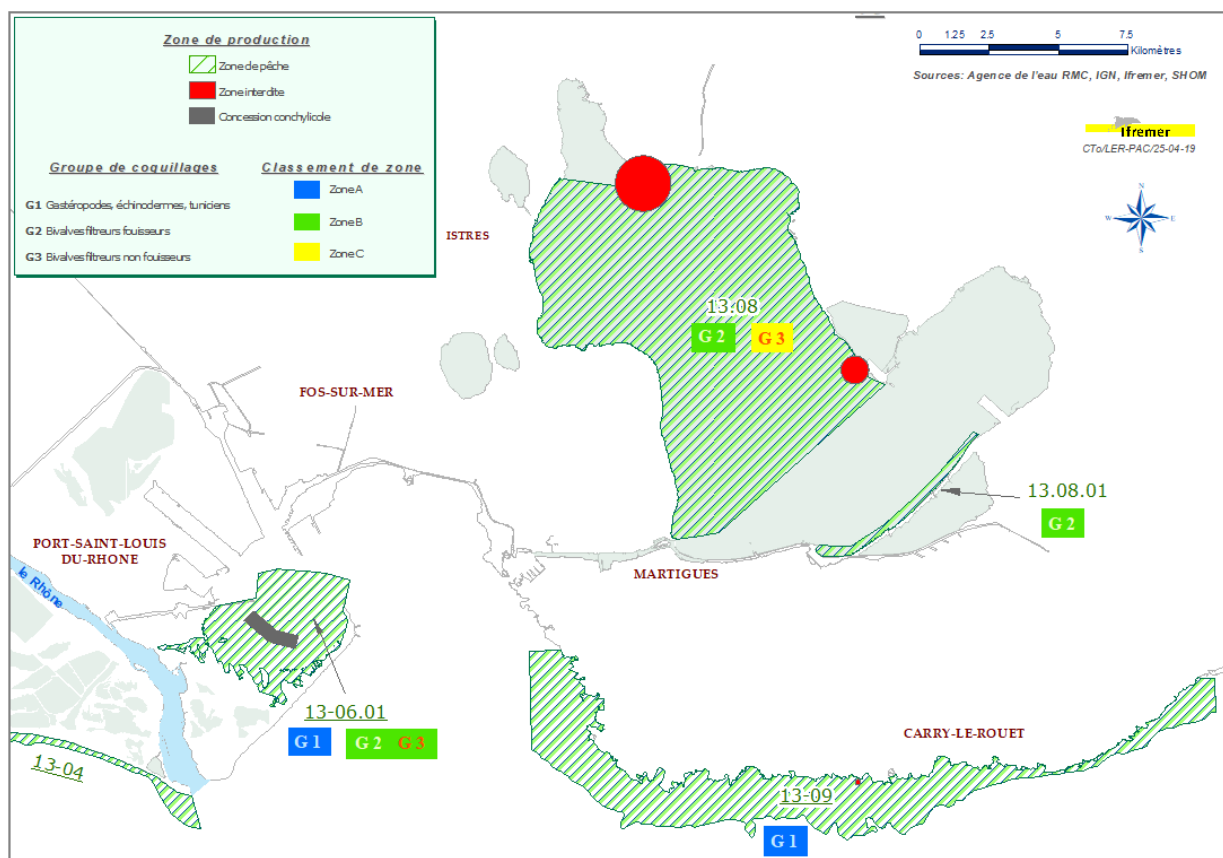 Zone de production
Zone de pêche
Zone interdite
Concession conchylicole
Groupe de coquillages
G1 Gastéropodes, échinodermes, tuniciers
G2 Bivalves filtreurs fouisseurs
G3 Bivalves filtreurs non fouisseurs
Classement de zone
Zone A
Zone B
Zone C
0 1.25 2.5 5 7.5
Kilomètres
Sources: Agence de l'eau RMC, IGN, Ifremer, SHOM
Ifremer
CTo/LER-PAC/25-04-19
N
W E
S
ISTRES
13.08
G 2 G 3
FOS-SUR-MER
13.08.01
G 2
PORT-SAINT-LOUIS
DU-RHONE
MARTIGUES
le Rhône
13-06.01
G 1 G 2 G 3
CARRY-LE-ROUET
13-04
13-09
G 1